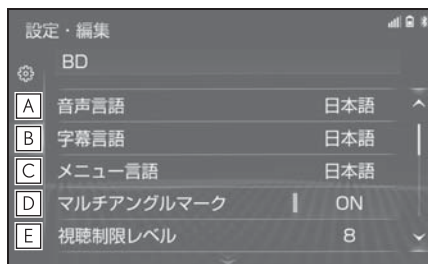 設定・編集
BD
A 音声言語 日本語
B 字幕言語 日本語
C メニュー言語 日本語
D マルチアングルマーク ON
E 視聴制限レベル 8